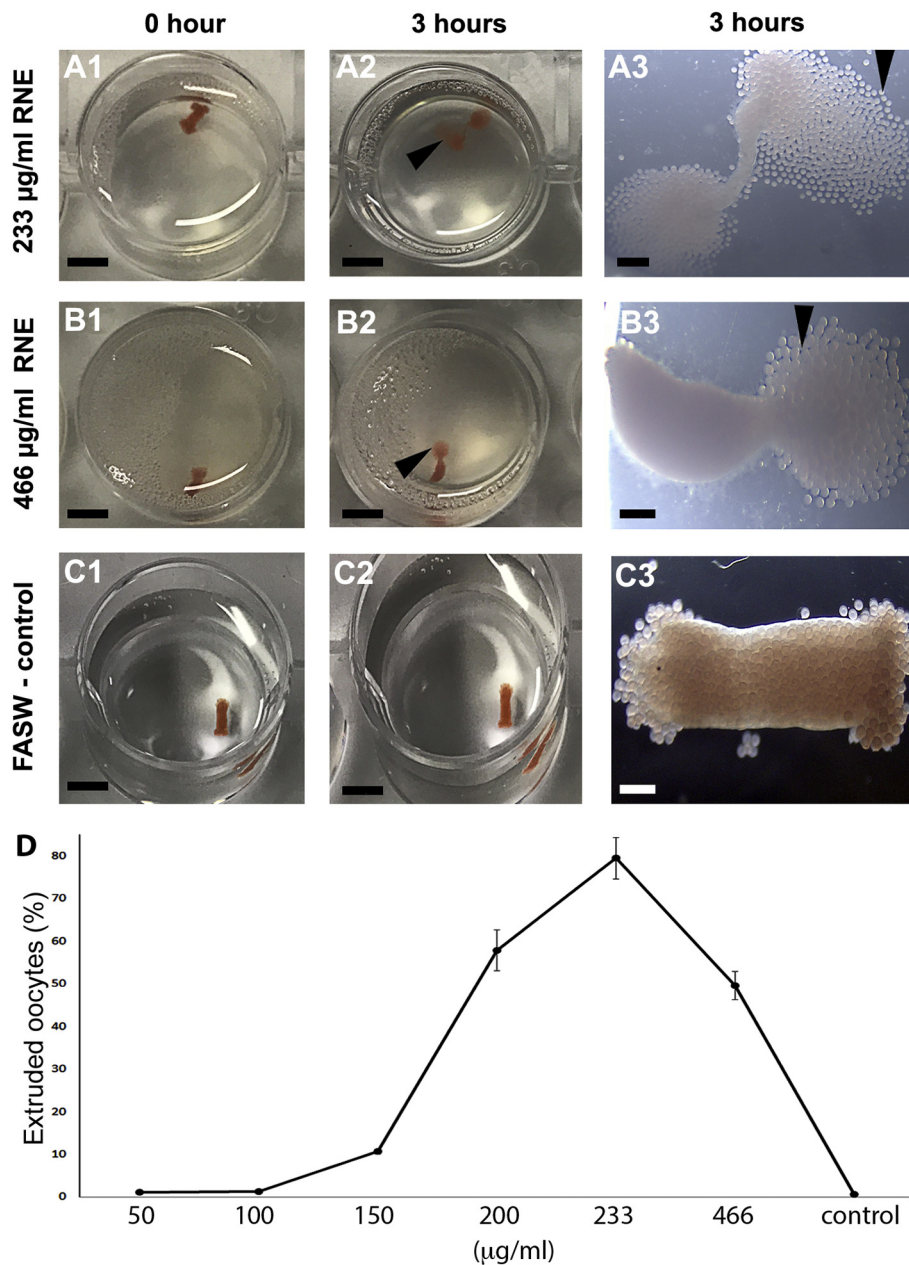 0 hour 3 hours 3 hours
233 µg/ml RNE
A1 A2 A3
466 µg/ml RNE
B1 B2 B3
FASW - control
C1 C2 C3
D
Extruded oocytes (%)
80
70
60
50
40
30
20
10
0
50 100 150 200 233 466 control
(µg/ml)